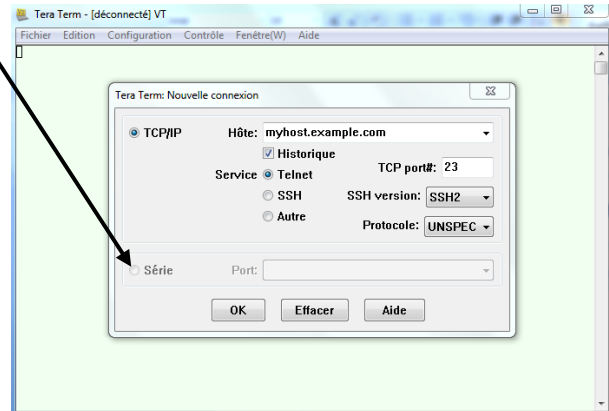 Tera Term - [déconnecté] VT
Fichier Edition Configuration Contrôle Fenêtre(W) Aide
Tera Term: Nouvelle connexion
TCP/IP Hôte: myhost.example.com
Historique
Service Telnet TCP port#: 23
SSH SSH version: SSH2
Autre Protocole: UNSPEC
Série Port:
OK Effacer Aide